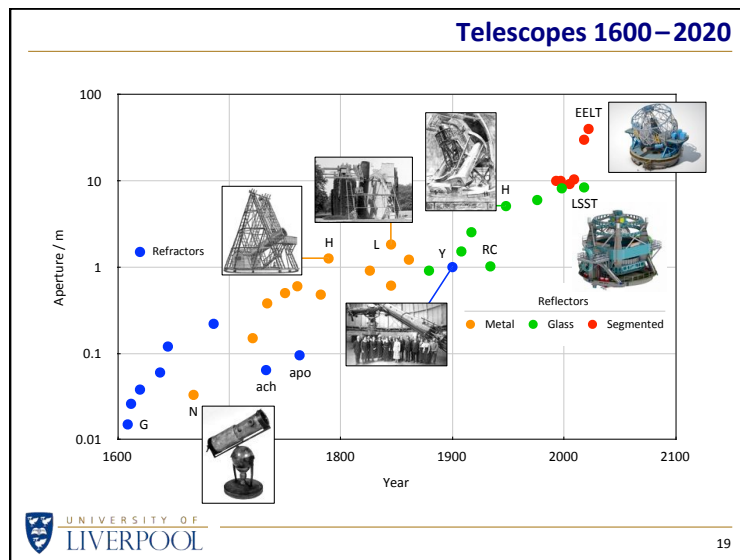 Telescopes 1600–2020
100
10
1
0.1
0.01
Aperture / m
1600
1800
1900
2000
2100
Year
Refractors
Reflectors
Metal
Glass
Segmented
G
N
ach
apo
H
L
Y
H
RC
EELT
LSST
UNIVERSITY OF
LIVERPOOL
19